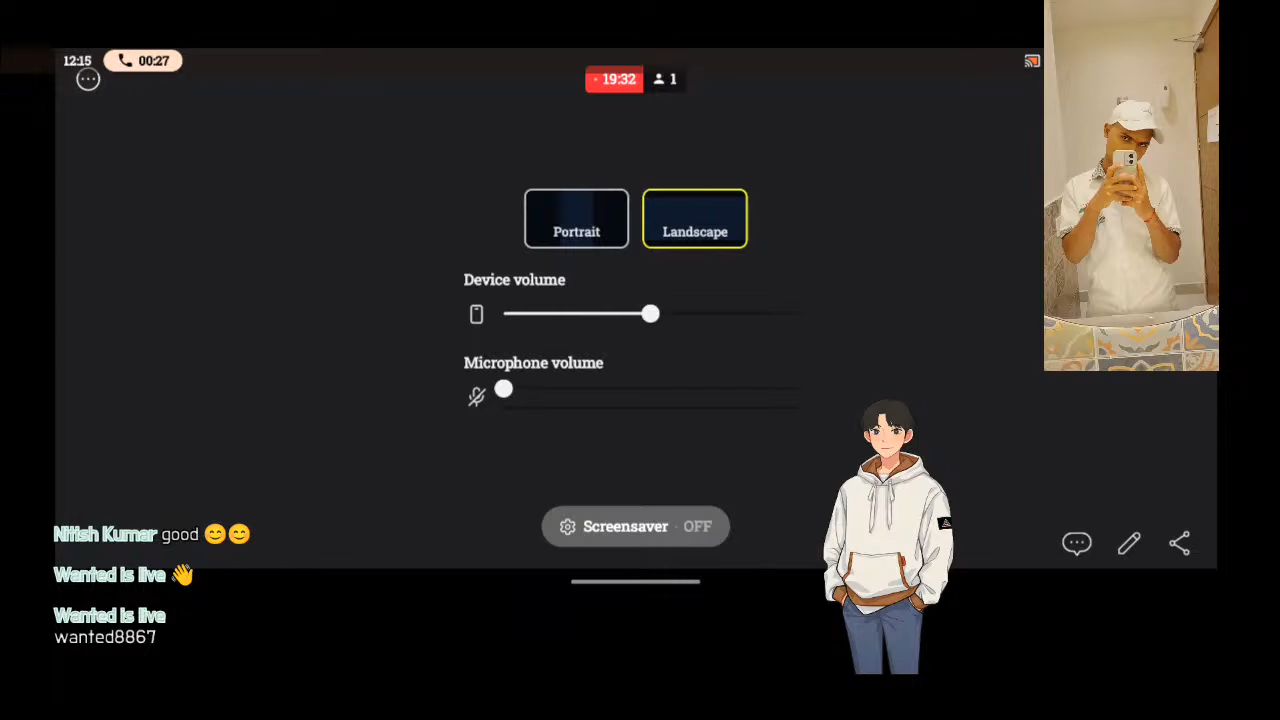 12:15 00:27
19:32 1
Portrait Landscape
Device volume
Microphone volume
Screensaver · OFF
Nitish Kumar good 😊😊
Wanted is live 👋
Wanted is live
wanted8867